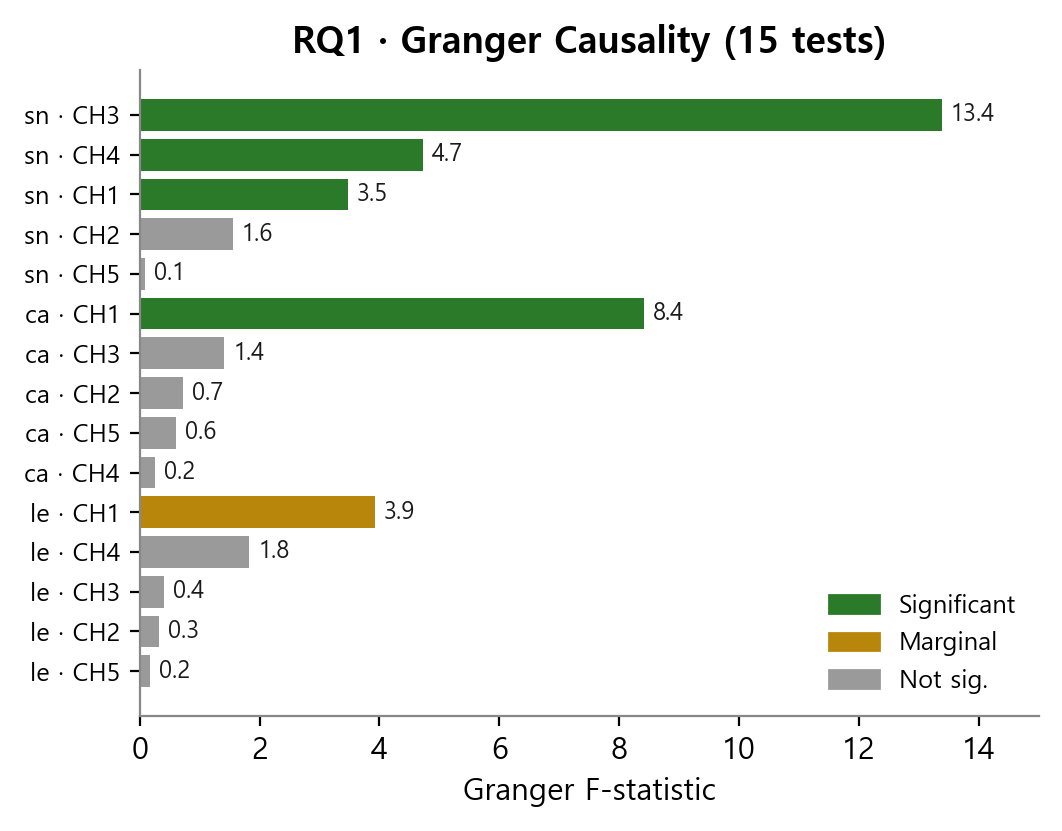 RQ1 · Granger Causality (15 tests)
sn · CH3 13.4
sn · CH4 4.7
sn · CH1 3.5
sn · CH2 1.6
sn · CH5 0.1
ca · CH1 8.4
ca · CH3 1.4
ca · CH2 0.7
ca · CH5 0.6
ca · CH4 0.2
le · CH1 3.9
le · CH4 1.8
le · CH3 0.4
le · CH2 0.3
le · CH5 0.2
Significant
Marginal
Not sig.
0 2 4 6 8 10 12 14
Granger F-statistic